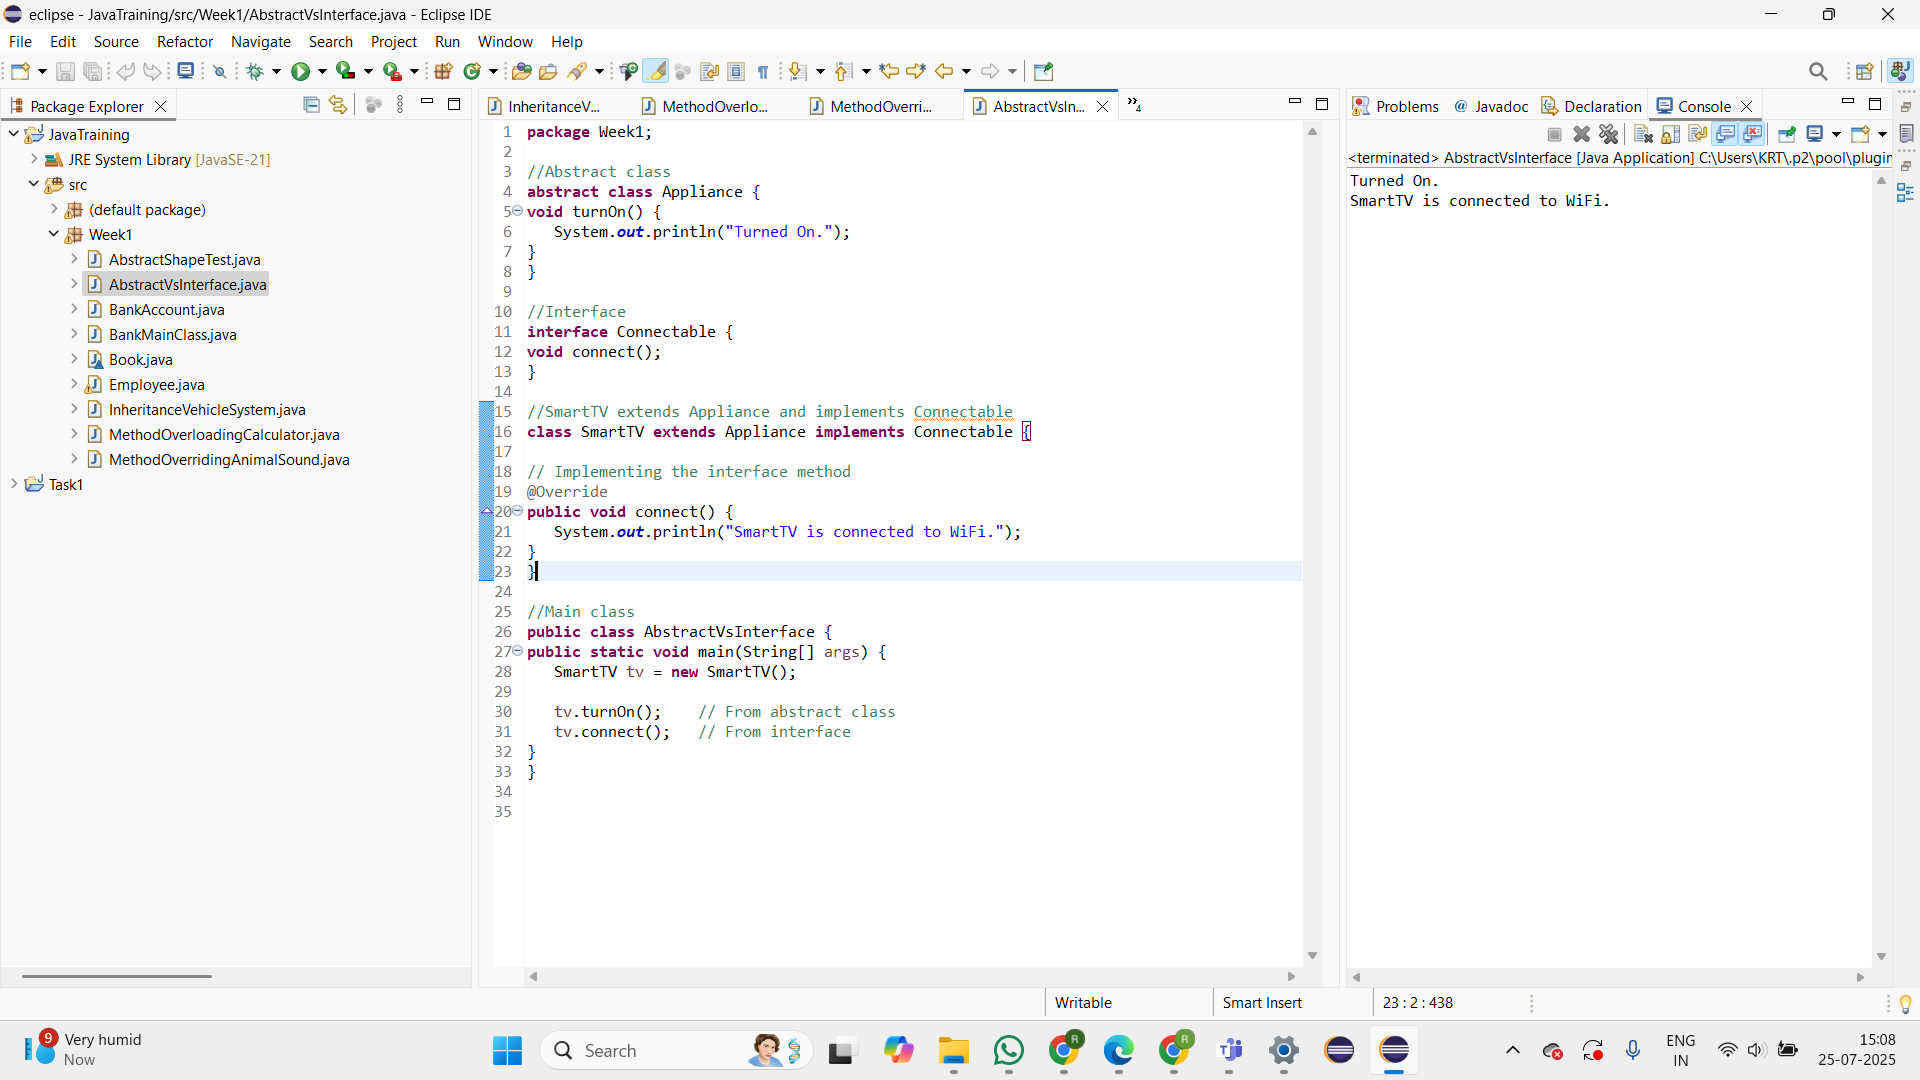 eclipse - JavaTraining/src/Week1/AbstractVsInterface.java - Eclipse IDE
File Edit Source Refactor Navigate Search Project Run Window Help
Package Explorer
JavaTraining
JRE System Library [JavaSE-21]
src
(default package)
Week1
AbstractShapeTest.java
AbstractVsInterface.java
BankAccount.java
BankMainClass.java
Book.java
Employee.java
InheritanceVehicleSystem.java
MethodOverloadingCalculator.java
MethodOverridingAnimalSound.java
Task1
InheritanceV... MethodOverlo... MethodOverri... AbstractVsIn... »4
1 package Week1;
2
3 //Abstract class
4 abstract class Appliance {
5 void turnOn() {
6 System.out.println("Turned On.");
7 }
8 }
9
10 //Interface
11 interface Connectable {
12 void connect();
13 }
14
15 //SmartTV extends Appliance and implements Connectable
16 class SmartTV extends Appliance implements Connectable {
17
18 // Implementing the interface method
19 @Override
20 public void connect() {
21 System.out.println("SmartTV is connected to WiFi.");
22 }
23 }
24
25 //Main class
26 public class AbstractVsInterface {
27 public static void main(String[] args) {
28 SmartTV tv = new SmartTV();
29
30 tv.turnOn(); // From abstract class
31 tv.connect(); // From interface
32 }
33 }
34
35
Problems @ Javadoc Declaration Console
<terminated> AbstractVsInterface [Java Application] C:\Users\KRT\.p2\pool\plugin
Turned On.
SmartTV is connected to WiFi.
Writable Smart Insert 23 : 2 : 438
9 Very humid
Now
Search
R
R
ENG
IN
15:08
25-07-2025